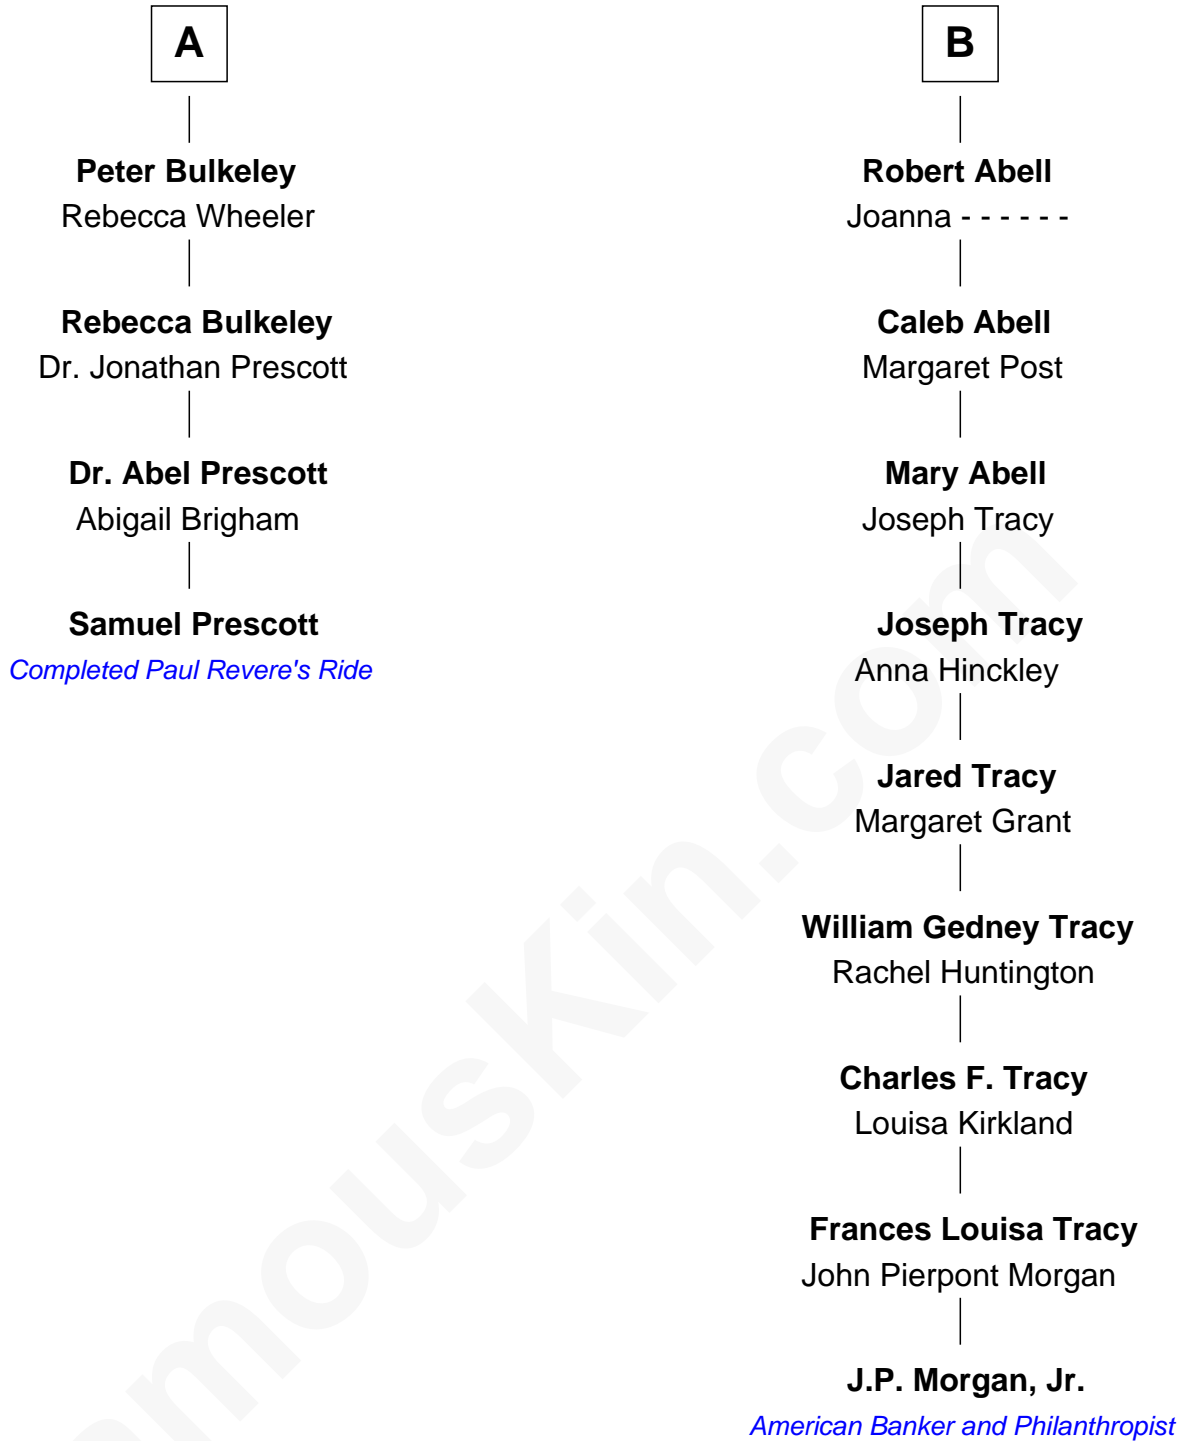 A
Peter Bulkeley
Rebecca Wheeler
Rebecca Bulkeley
Dr. Jonathan Prescott
Dr. Abel Prescott
Abigail Brigham
Samuel Prescott
Completed Paul Revere's Ride
B
Robert Abell
Joanna - - - - - -
Caleb Abell
Margaret Post
Mary Abell
Joseph Tracy
Joseph Tracy
Anna Hinckley
Jared Tracy
Margaret Grant
William Gedney Tracy
Rachel Huntington
Charles F. Tracy
Louisa Kirkland
Frances Louisa Tracy
John Pierpont Morgan
J.P. Morgan, Jr.
American Banker and Philanthropist
amouskin.com